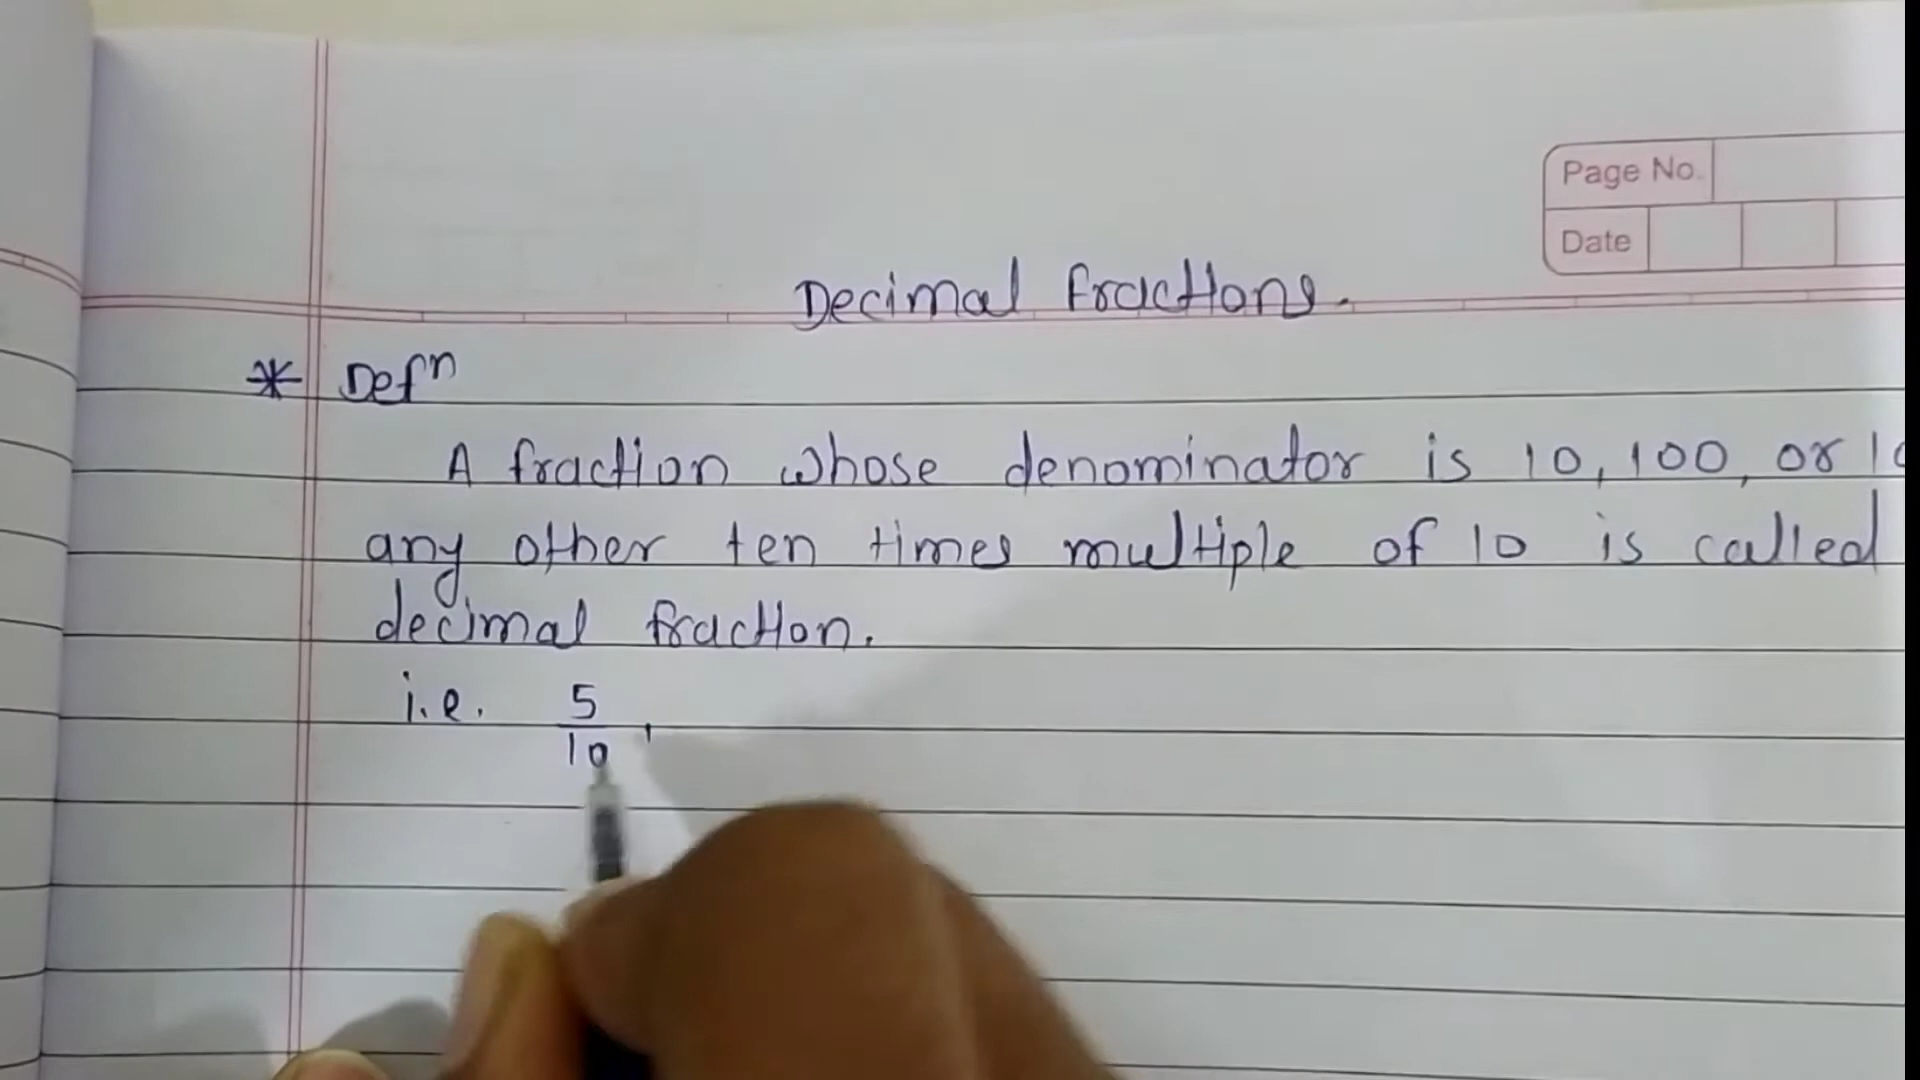 Page No.
Date
Decimal fractions.
* Defn
A fraction whose denominator is 10, 100, or
any other ten times multiple of 10 is called
decimal fraction.
i.e. 5/10,